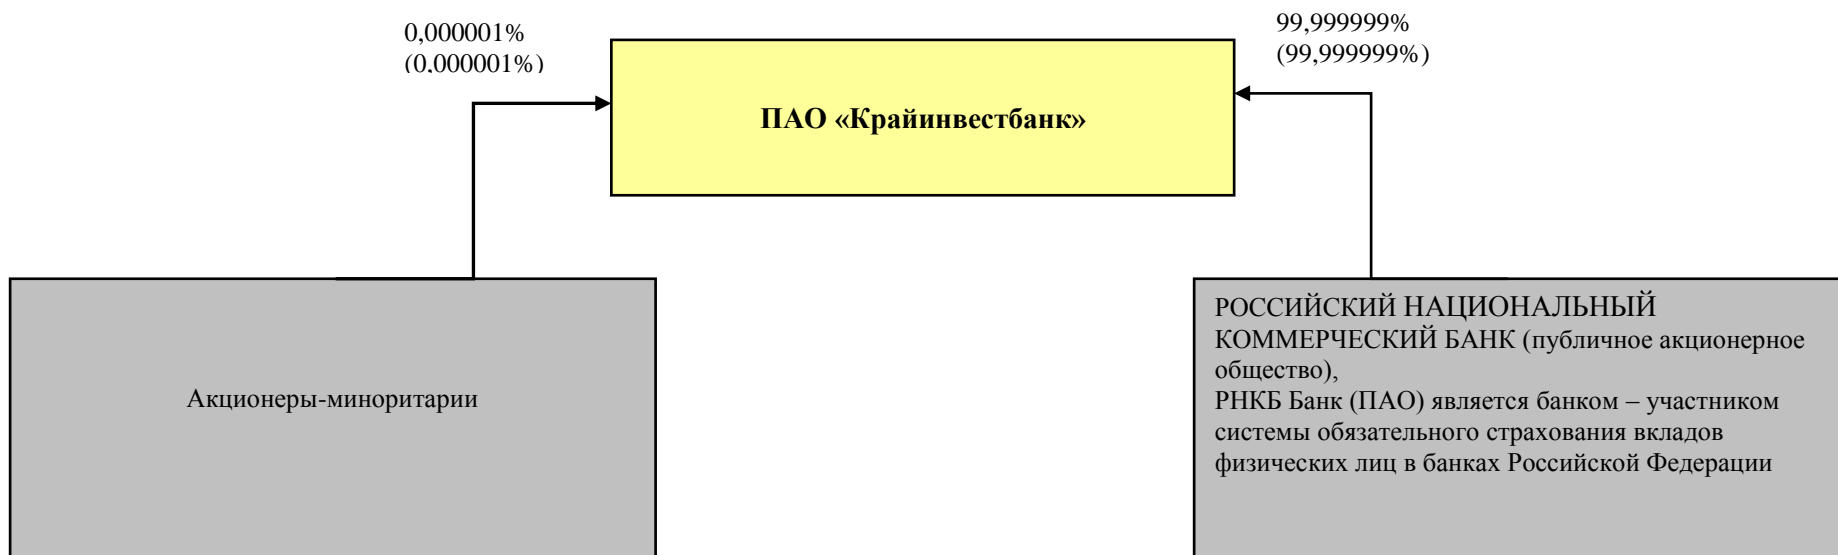 0,000001%
(0,000001%)
99,999999%
(99,999999%)
ПАО «Крайинвестбанк»
Акционеры-миноритарии
РОССИЙСКИЙ НАЦИОНАЛЬНЫЙ
КОММЕРЧЕСКИЙ БАНК (публичное акционерное
общество),
РНКБ Банк (ПАО) является банком – участником
системы обязательного страхования вкладов
физических лиц в банках Российской Федерации